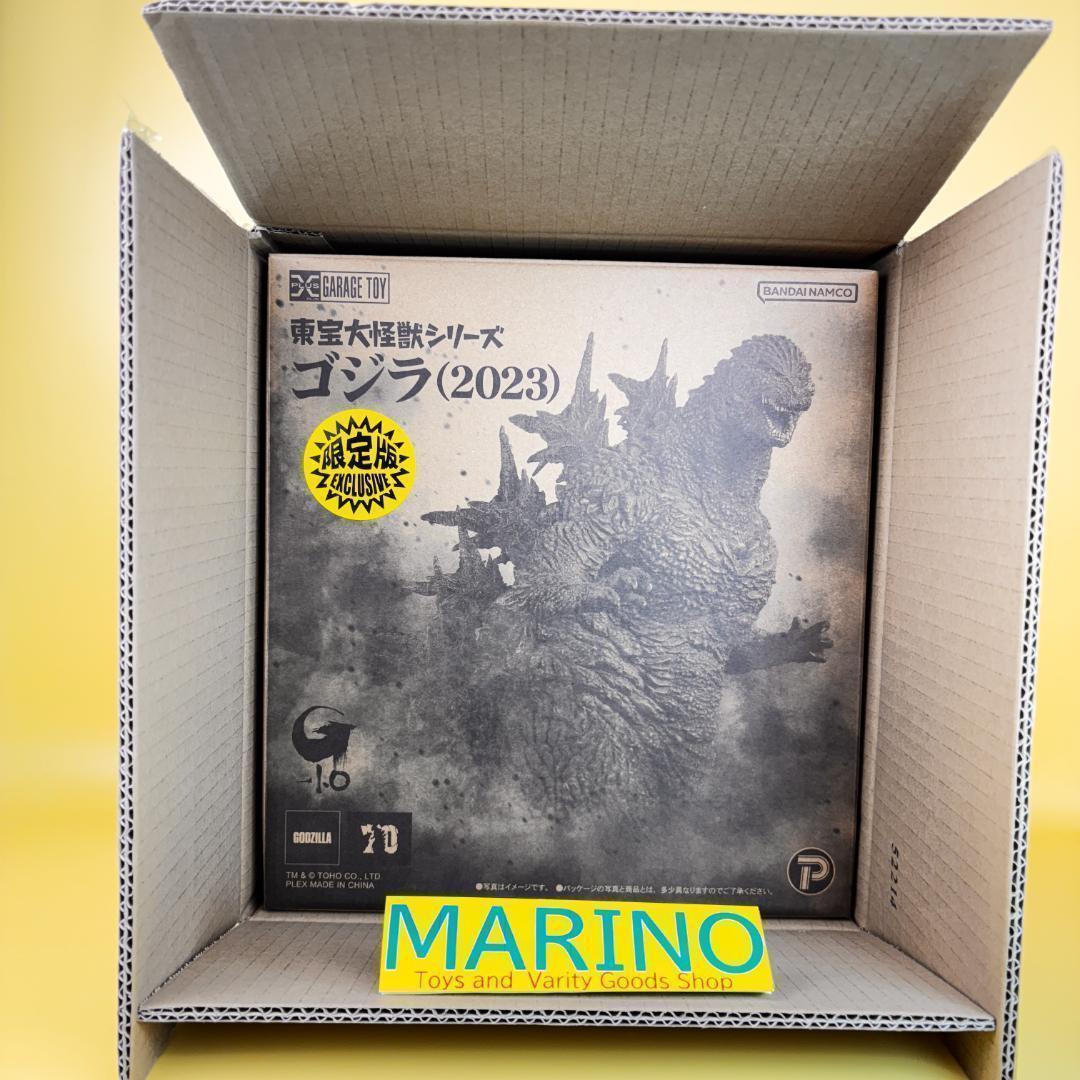 X PLUS GARAGE TOY
BANDAI NAMCO
東宝大怪獣シリーズ
ゴジラ(2023)
限定版
EXCLUSIVE
G
-1.0
GODZILLA 70
TM & © TOHO CO., LTD
PLEX MADE IN CHINA
●写真はイメージです。 ●パッケージの写真と商品とは、多少異なりますのでご了承ください。
P
MARINO
Toys and Varity Goods Shop